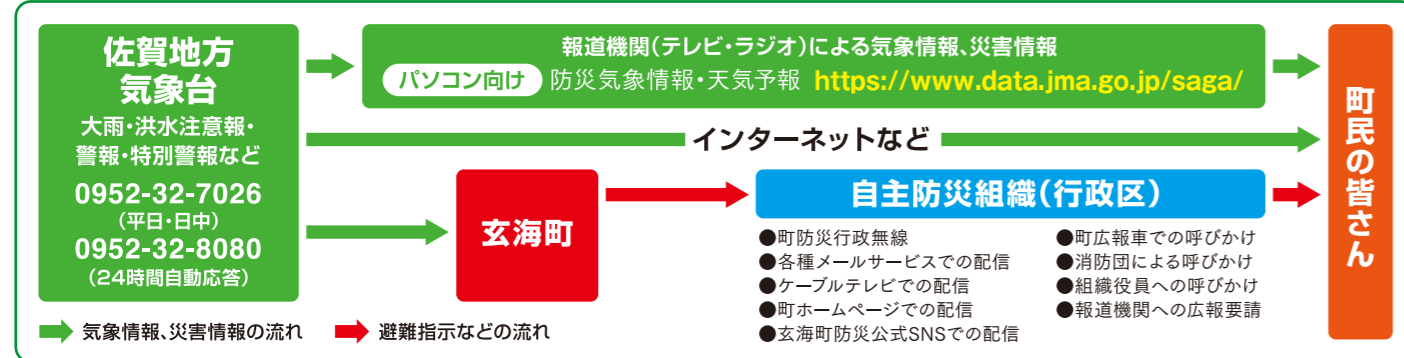 佐賀地方
気象台
大雨・洪水注意報・
警報・特別警報など
0952-32-7026
(平日・日中)
0952-32-8080
(24時間自動応答)
報道機関(テレビ・ラジオ)による気象情報、災害情報
パソコン向け 防災気象情報・天気予報 https://www.data.jma.go.jp/saga/
インターネットなど
玄海町
自主防災組織(行政区)
●町防災行政無線
●各種メールサービスでの配信
●ケーブルテレビでの配信
●町ホームページでの配信
●玄海町防災公式SNSでの配信
●町広報車での呼びかけ
●消防団による呼びかけ
●組織役員への呼びかけ
●報道機関への広報要請
町民の皆さん
気象情報、災害情報の流れ
避難指示などの流れ